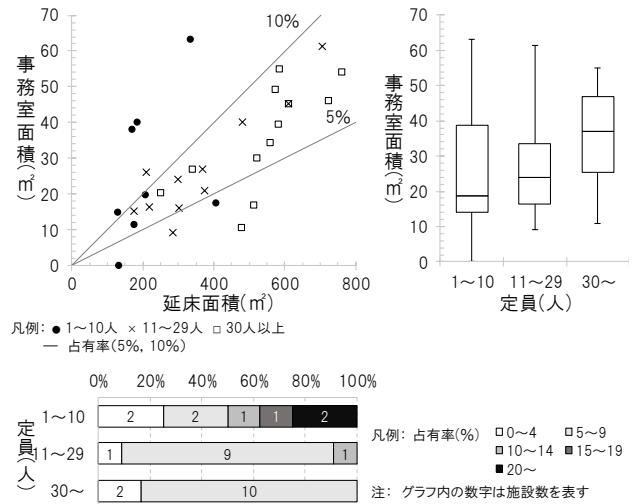 70
60
50
40
30
20
10
0
事務室面積(㎡)
10%
5%
0 200 400 600 800
延床面積(㎡)
凡例: ● 1～10人 × 11～29人 □ 30人以上
― 占有率(5%, 10%)
70
60
50
40
30
20
10
0
事務室面積(㎡)
1～10 11～29 30～
定員(人)
0% 20% 40% 60% 80% 100%
定員(人)
1～10 2 2 1 1 2
11～29 1 9 1
30～ 2 10
凡例: 占有率(%) □0～4 □5～9
■10～14 ■15～19
■20～
注: グラフ内の数字は施設数を表す